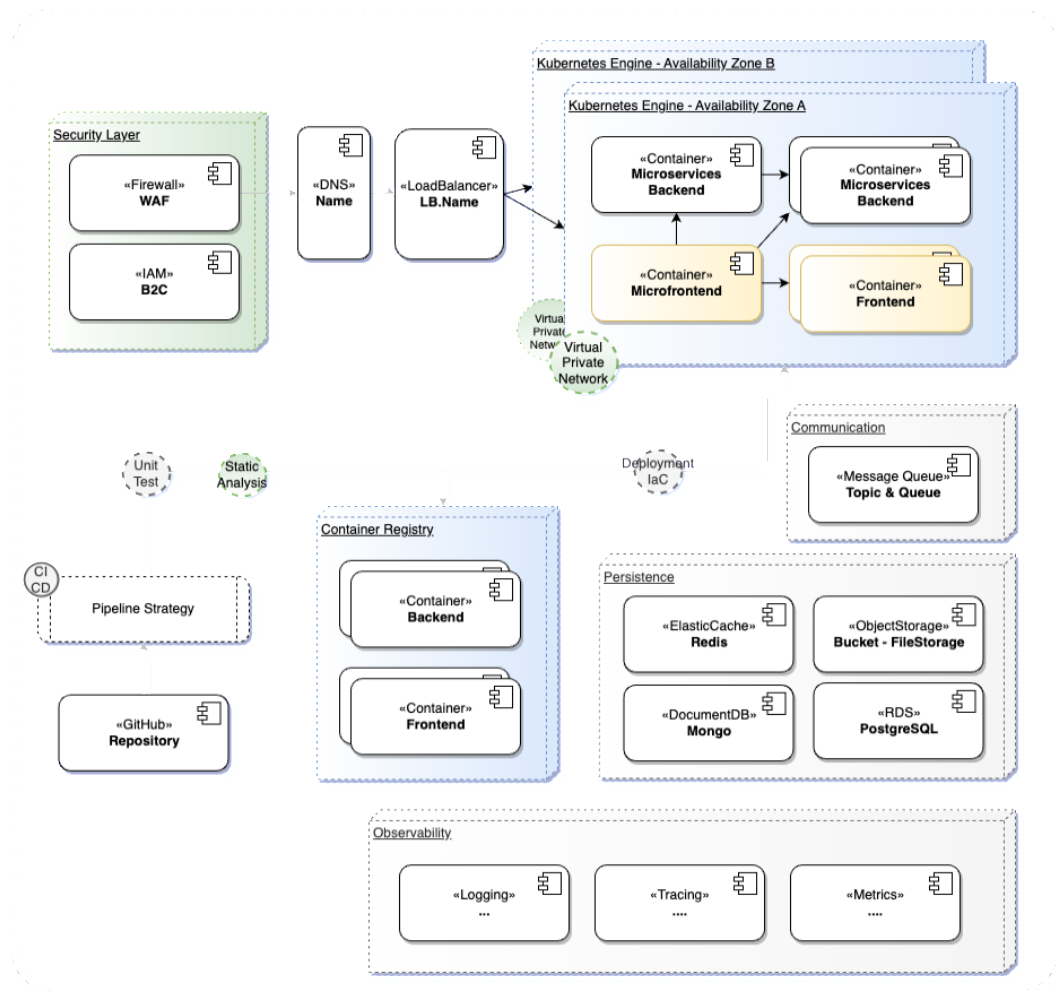 Kubernetes Engine - Availability Zone B
Kubernetes Engine - Availability Zone A
Security Layer
«Firewall»
WAF
«IAM»
B2C
«DNS»
Name
«LoadBalancer»
LB.Name
«Container»
Microservices
Backend
«Container»
Microservices
Backend
«Container»
Microfrontend
«Container»
Frontend
Virtua
Private
Netw
Virtual
Private
Network
Communication
«Message Queue»
Topic & Queue
Unit
Test
Static
Analysis
Deployment
IaC
Container Registry
«Container»
Backend
«Container»
Frontend
CI
CD
Pipeline Strategy
«GitHub»
Repository
Persistence
«ElasticCache»
Redis
«ObjectStorage»
Bucket - FileStorage
«DocumentDB»
Mongo
«RDS»
PostgreSQL
Observability
«Logging»
...
«Tracing»
....
«Metrics»
....